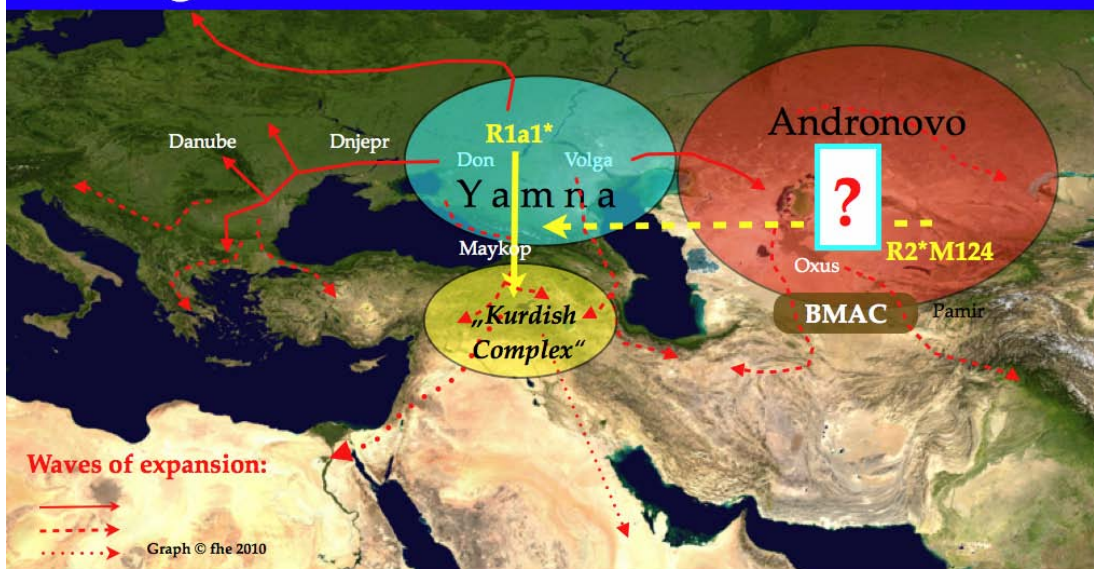 R1a1*
Andronovo
Danube
Dnjepr
Don
Volga
Yamna
?
Maykop
R2*M124
Oxus
„Kurdish
Complex“
BMAC
Pamir
Waves of expansion:
Graph © fhe 2010